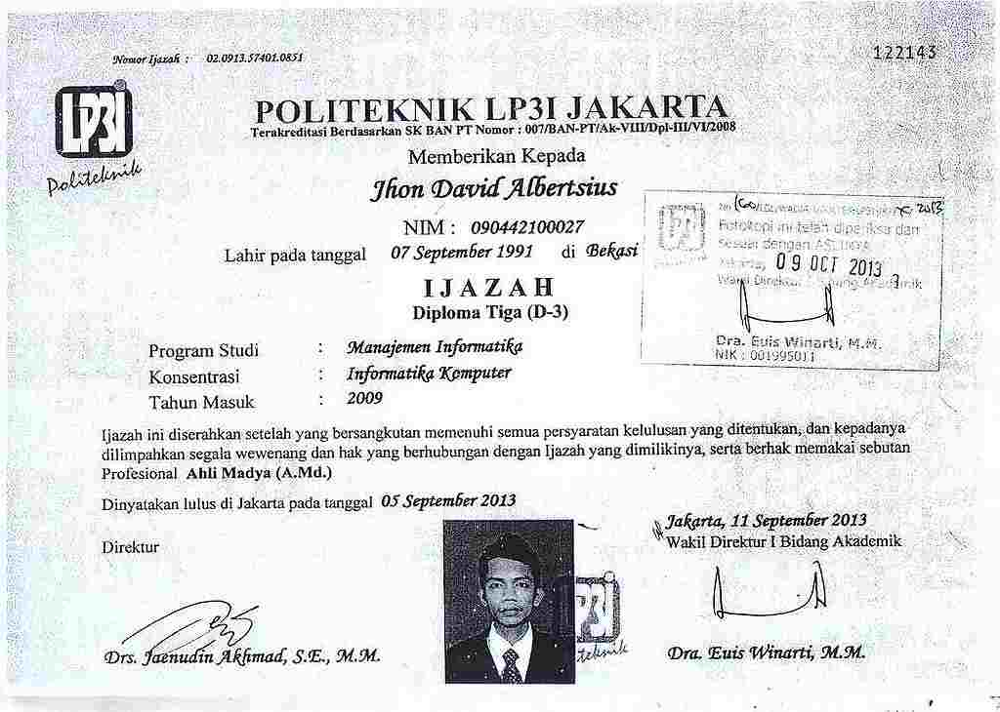 Nomor Ijazah : 02.0913.57401.0851
122143
LP3I
Politeknik
POLITEKNIK LP3I JAKARTA
Terakreditasi Berdasarkan SK BAN PT Nomor : 007/BAN-PT/Ak-VIII/Dpl-III/VI/2008
Memberikan Kepada
Jhon David Albertsius
NIM : 090442100027
Lahir pada tanggal 07 September 1991 di Bekasi
IJAZAH
Diploma Tiga (D-3)
2013
Fotokopi ini telah diperiksa dan
sesuai dengan ASLINYA
Jakarta, 09 OCT 2013
Wakil Direktur Bidang Akademik
Dra. Euis Winarti, M.M.
NIK : 001995011
Program Studi : Manajemen Informatika
Konsentrasi : Informatika Komputer
Tahun Masuk : 2009
Ijazah ini diserahkan setelah yang bersangkutan memenuhi semua persyaratan kelulusan yang ditentukan, dan kepadanya
dilimpahkan segala wewenang dan hak yang berhubungan dengan Ijazah yang dimilikinya, serta berhak memakai sebutan
Profesional Ahli Madya (A.Md.)
Dinyatakan lulus di Jakarta pada tanggal 05 September 2013
Jakarta, 11 September 2013
Direktur
Wakil Direktur I Bidang Akademik
LP3I
Drs. Jaenudin Akhmad, S.E., M.M.
Dra. Euis Winarti, M.M.